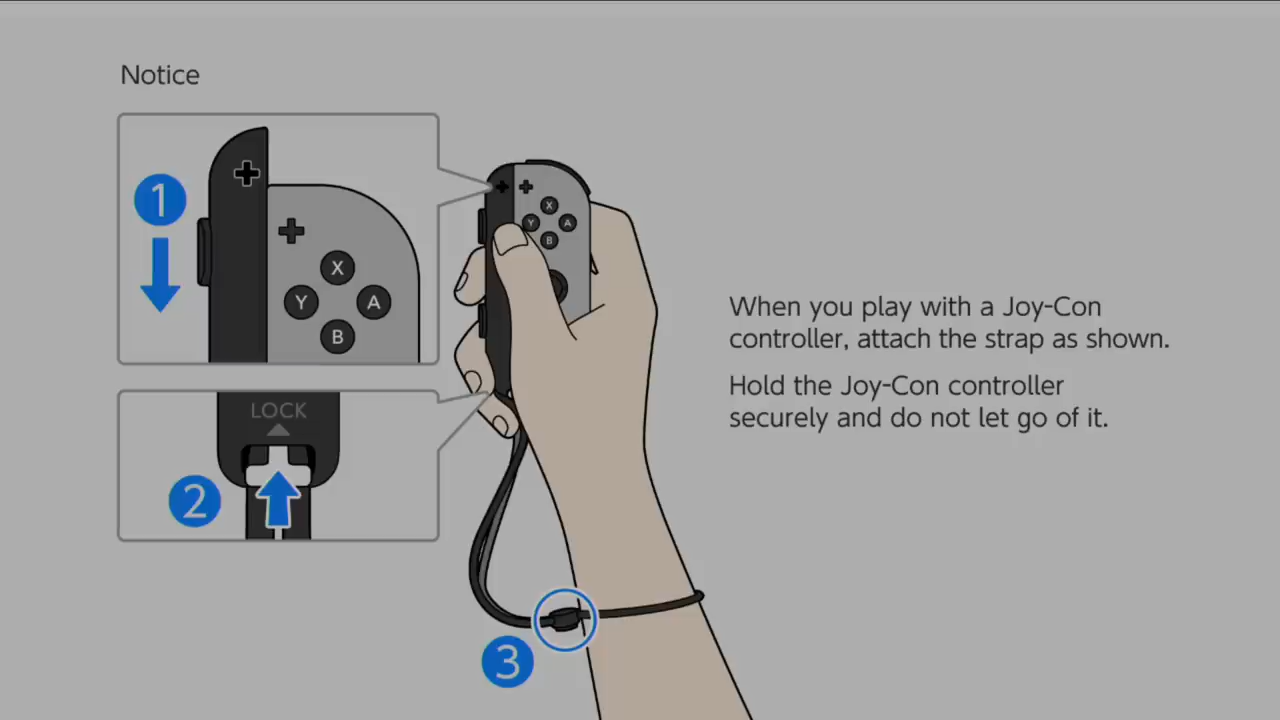 Notice
1
X
Y
A
B
X
Y
A
B
When you play with a Joy-Con
controller, attach the strap as shown.
Hold the Joy-Con controller
securely and do not let go of it.
LOCK
2
3